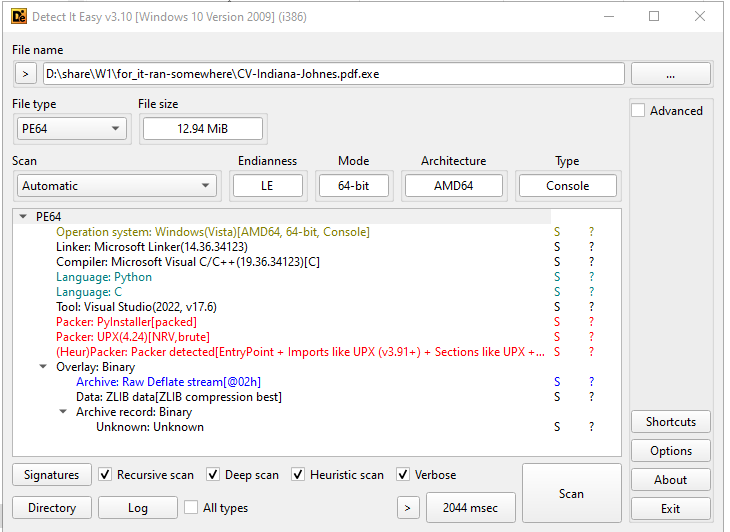 Detect It Easy v3.10 [Windows 10 Version 2009] (i386)
File name
> D:\share\W1\for_it-ran-somewhere\CV-Indiana-Johnes.pdf.exe ...
File type File size
PE64 12.94 MiB
Advanced
Scan Endianness Mode Architecture Type
Automatic LE 64-bit AMD64 Console
PE64
Operation system: Windows(Vista)[AMD64, 64-bit, Console] S ?
Linker: Microsoft Linker(14.36.34123) S ?
Compiler: Microsoft Visual C/C++(19.36.34123)[C] S ?
Language: Python S ?
Language: C S ?
Tool: Visual Studio(2022, v17.6) S ?
Packer: PyInstaller[packed] S ?
Packer: UPX(4.24)[NRV,brute] S ?
(Heur)Packer: Packer detected[EntryPoint + Imports like UPX (v3.91+) + Sections like UPX +... S ?
Overlay: Binary
Archive: Raw Deflate stream[@02h] S ?
Data: ZLIB data[ZLIB compression best] S ?
Archive record: Binary
Unknown: Unknown S ?
Shortcuts
Options
Signatures Recursive scan Deep scan Heuristic scan Verbose
About
Scan
Directory Log All types > 2044 msec
Exit